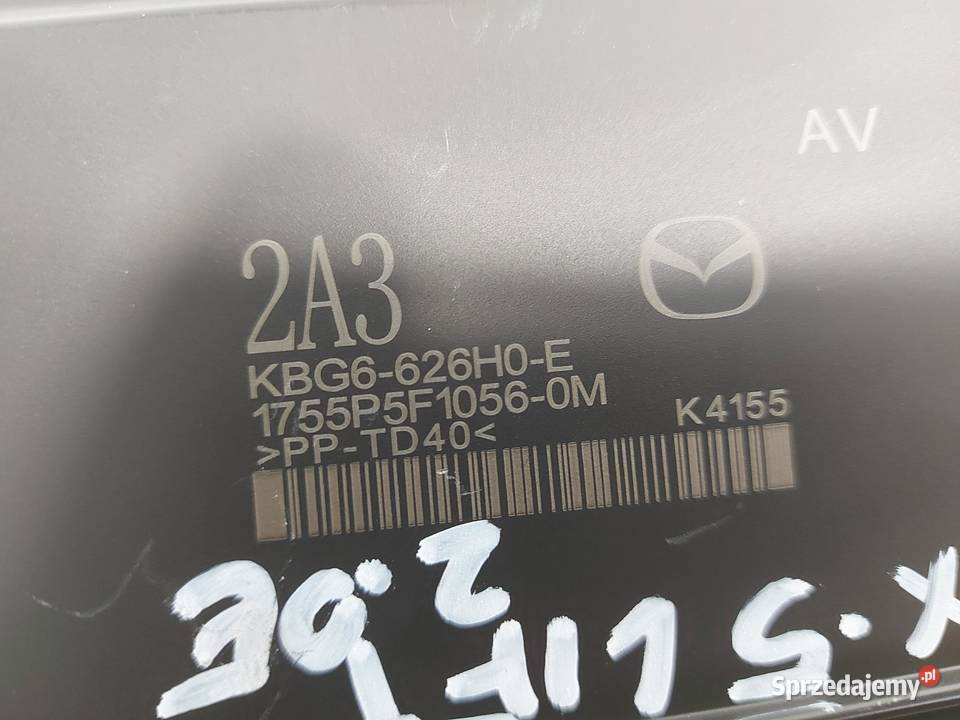 AV
2A3
KBG6-626H0-E
1755P5F1056-0M
>PP-TD40<
K4155
Sprzedajemy.pl